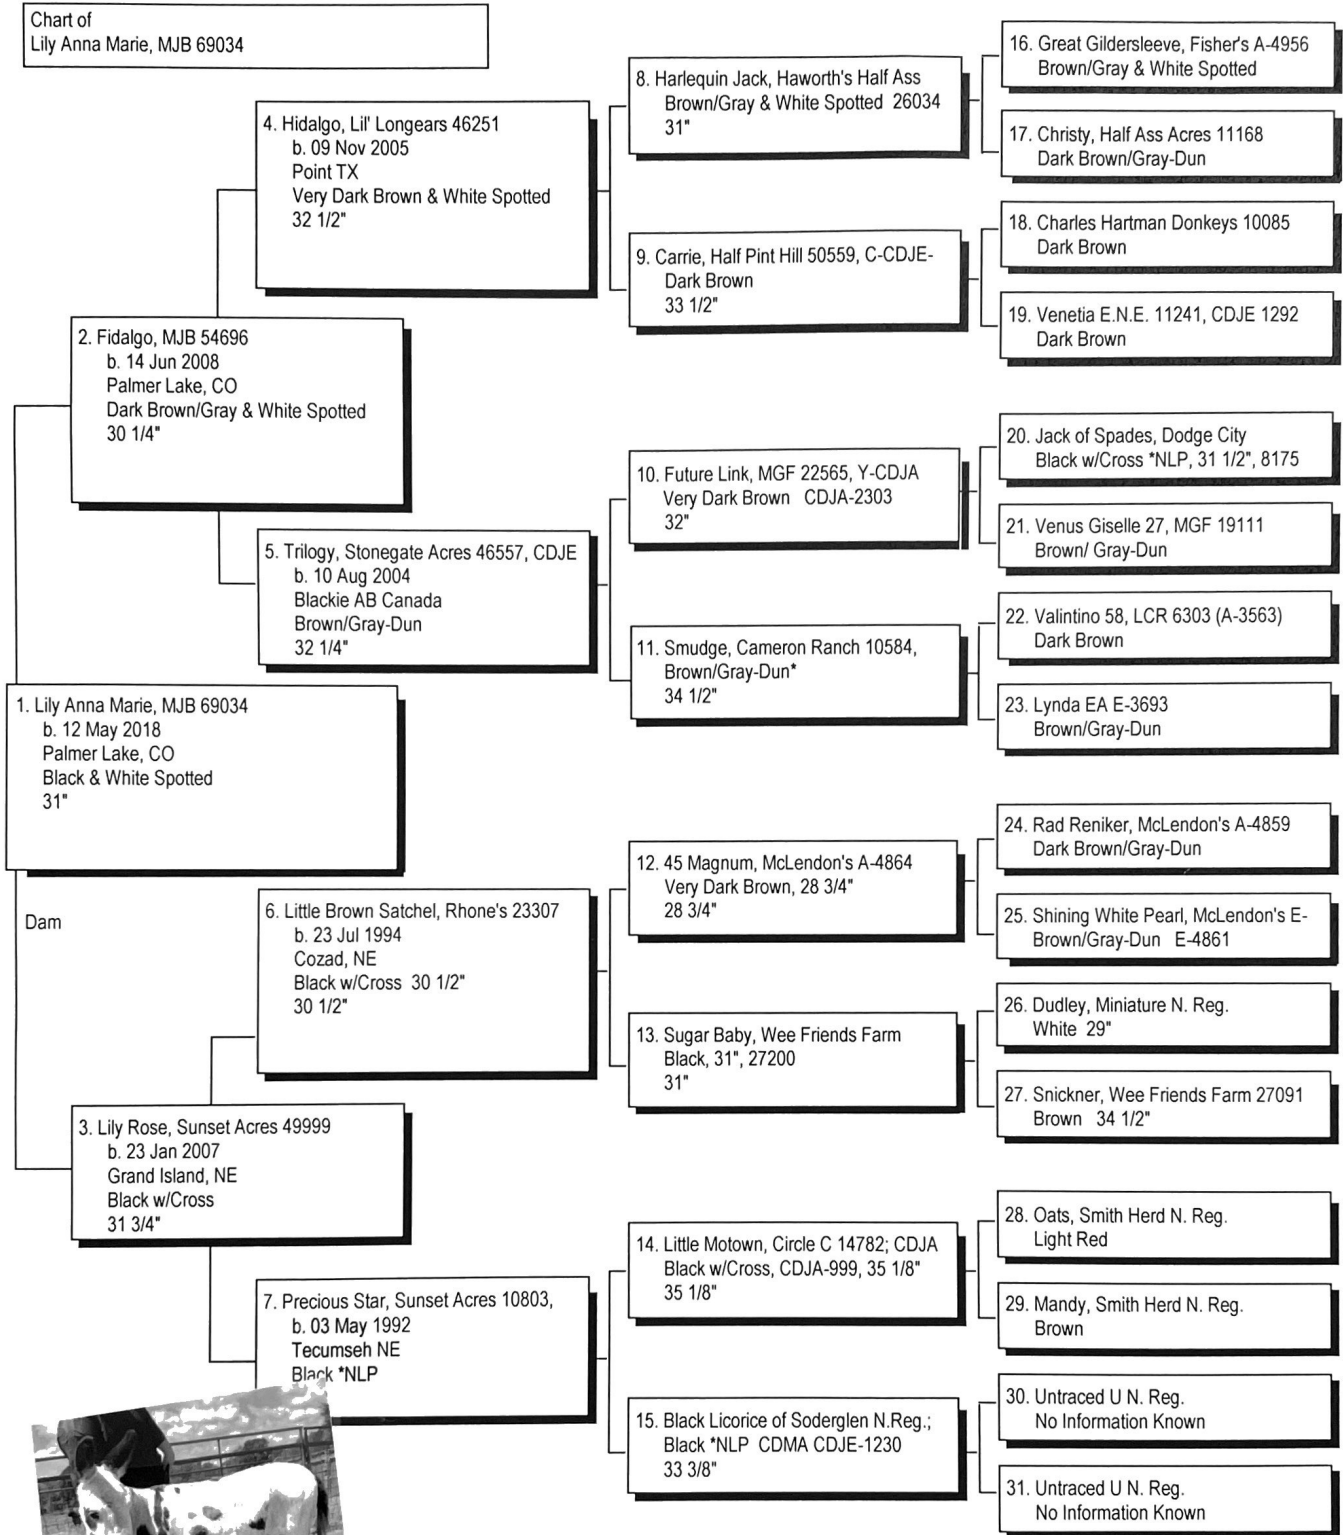 Chart of
Lily Anna Marie, MJB 69034
1. Lily Anna Marie, MJB 69034
b. 12 May 2018
Palmer Lake, CO
Black & White Spotted
31"
Dam
2. Fidalgo, MJB 54696
b. 14 Jun 2008
Palmer Lake, CO
Dark Brown/Gray & White Spotted
30 1/4"
3. Lily Rose, Sunset Acres 49999
b. 23 Jan 2007
Grand Island, NE
Black w/Cross
31 3/4"
4. Hidalgo, Lil' Longears 46251
b. 09 Nov 2005
Point TX
Very Dark Brown & White Spotted
32 1/2"
5. Trilogy, Stonegate Acres 46557, CDJE
b. 10 Aug 2004
Blackie AB Canada
Brown/Gray-Dun
32 1/4"
6. Little Brown Satchel, Rhone's 23307
b. 23 Jul 1994
Cozad, NE
Black w/Cross 30 1/2"
30 1/2"
7. Precious Star, Sunset Acres 10803,
b. 03 May 1992
Tecumseh NE
Black *NLP
8. Harlequin Jack, Haworth's Half Ass
Brown/Gray & White Spotted 26034
31"
9. Carrie, Half Pint Hill 50559, C-CDJE-
Dark Brown
33 1/2"
10. Future Link, MGF 22565, Y-CDJA
Very Dark Brown CDJA-2303
32"
11. Smudge, Cameron Ranch 10584,
Brown/Gray-Dun*
34 1/2"
12. 45 Magnum, McLendon's A-4864
Very Dark Brown, 28 3/4"
28 3/4"
13. Sugar Baby, Wee Friends Farm
Black, 31", 27200
31"
14. Little Motown, Circle C 14782; CDJA
Black w/Cross, CDJA-999, 35 1/8"
35 1/8"
15. Black Licorice of Soderglen N.Reg.;
Black *NLP CDMA CDJE-1230
33 3/8"
16. Great Gildersleeve, Fisher's A-4956
Brown/Gray & White Spotted
17. Christy, Half Ass Acres 11168
Dark Brown/Gray-Dun
18. Charles Hartman Donkeys 10085
Dark Brown
19. Venetia E.N.E. 11241, CDJE 1292
Dark Brown
20. Jack of Spades, Dodge City
Black w/Cross *NLP, 31 1/2", 8175
21. Venus Giselle 27, MGF 19111
Brown/ Gray-Dun
22. Valintino 58, LCR 6303 (A-3563)
Dark Brown
23. Lynda EA E-3693
Brown/Gray-Dun
24. Rad Reniker, McLendon's A-4859
Dark Brown/Gray-Dun
25. Shining White Pearl, McLendon's E-
Brown/Gray-Dun E-4861
26. Dudley, Miniature N. Reg.
White 29"
27. Snickner, Wee Friends Farm 27091
Brown 34 1/2"
28. Oats, Smith Herd N. Reg.
Light Red
29. Mandy, Smith Herd N. Reg.
Brown
30. Untraced U N. Reg.
No Information Known
31. Untraced U N. Reg.
No Information Known